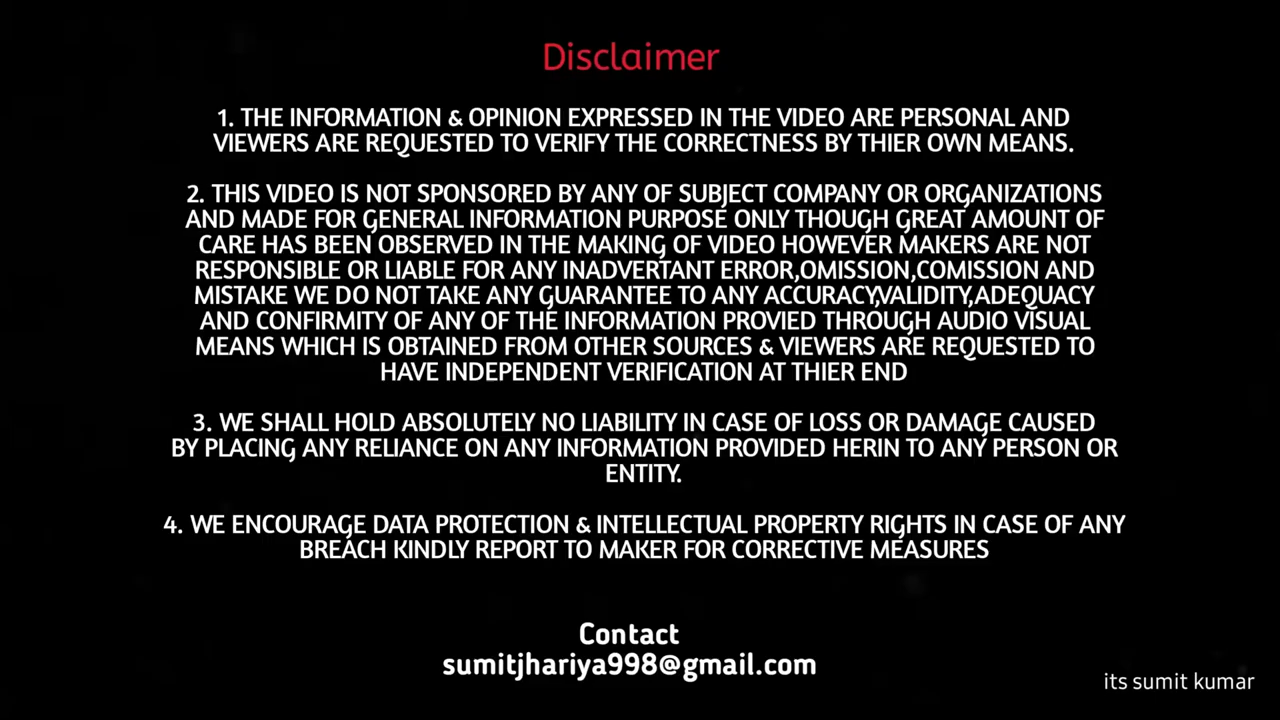 Disclaimer
1. THE INFORMATION & OPINION EXPRESSED IN THE VIDEO ARE PERSONAL AND
VIEWERS ARE REQUESTED TO VERIFY THE CORRECTNESS BY THIER OWN MEANS.
2. THIS VIDEO IS NOT SPONSORED BY ANY OF SUBJECT COMPANY OR ORGANIZATIONS
AND MADE FOR GENERAL INFORMATION PURPOSE ONLY THOUGH GREAT AMOUNT OF
CARE HAS BEEN OBSERVED IN THE MAKING OF VIDEO HOWEVER MAKERS ARE NOT
RESPONSIBLE OR LIABLE FOR ANY INADVERTANT ERROR,OMISSION,COMISSION AND
MISTAKE WE DO NOT TAKE ANY GUARANTEE TO ANY ACCURACY,VALIDITY,ADEQUACY
AND CONFIRMITY OF ANY OF THE INFORMATION PROVIED THROUGH AUDIO VISUAL
MEANS WHICH IS OBTAINED FROM OTHER SOURCES & VIEWERS ARE REQUESTED TO
HAVE INDEPENDENT VERIFICATION AT THIER END
3. WE SHALL HOLD ABSOLUTELY NO LIABILITY IN CASE OF LOSS OR DAMAGE CAUSED
BY PLACING ANY RELIANCE ON ANY INFORMATION PROVIDED HERIN TO ANY PERSON OR
ENTITY.
4. WE ENCOURAGE DATA PROTECTION & INTELLECTUAL PROPERTY RIGHTS IN CASE OF ANY
BREACH KINDLY REPORT TO MAKER FOR CORRECTIVE MEASURES
Contact
sumitjhariya998@gmail.com
its sumit kumar